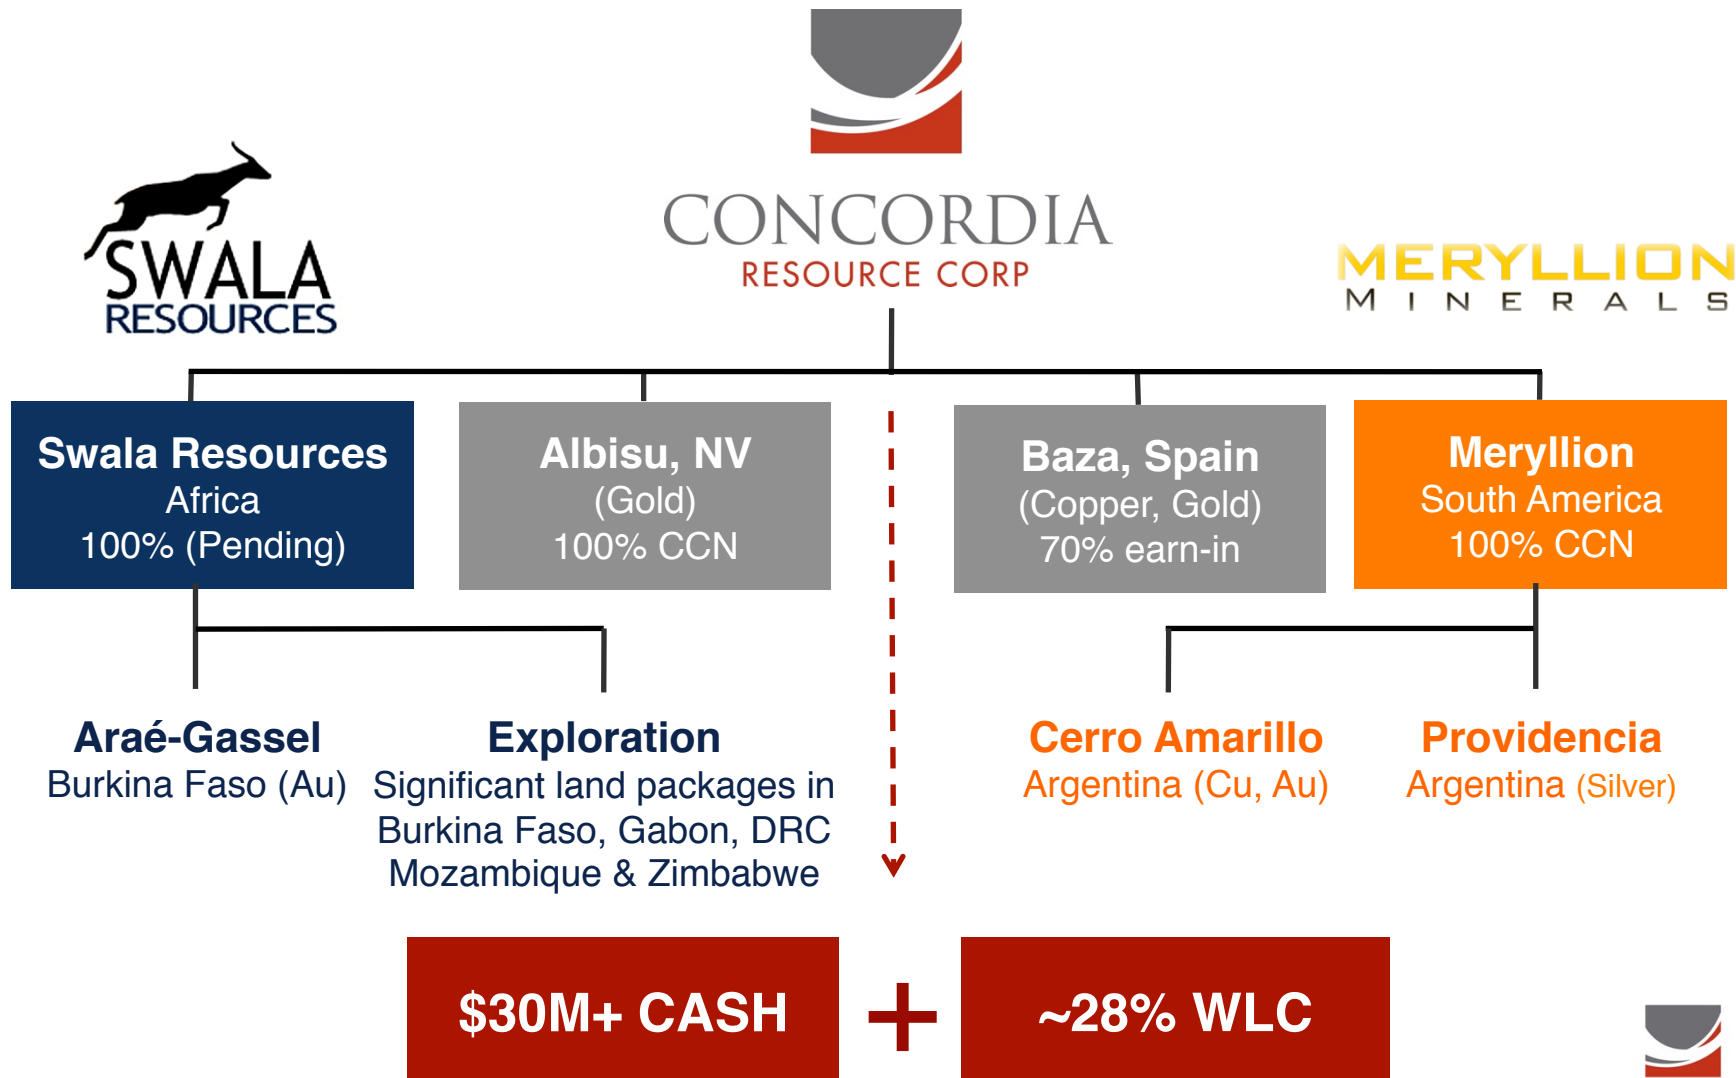 CONCORDIA
RESOURCE CORP
SWALA
RESOURCES
MERYLLION
MINERALS
Swala Resources
Africa
100% (Pending)
Albisu, NV
(Gold)
100% CCN
Baza, Spain
(Copper, Gold)
70% earn-in
Meryllion
South America
100% CCN
Araé-Gassel
Burkina Faso (Au)
Exploration
Significant land packages in
Burkina Faso, Gabon, DRC
Mozambique & Zimbabwe
Cerro Amarillo
Argentina (Cu, Au)
Providencia
Argentina (Silver)
$30M+ CASH
+
~28% WLC